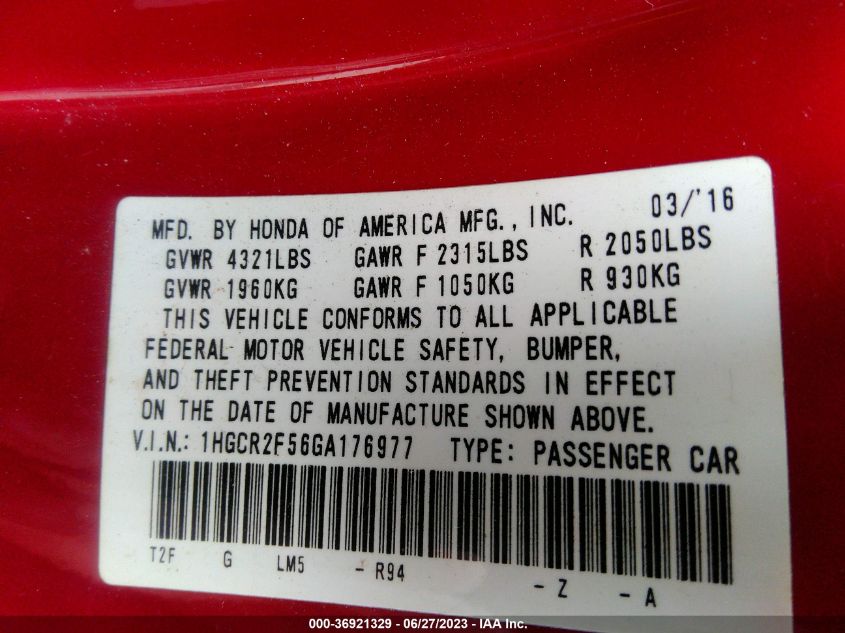 MFD. BY HONDA OF AMERICA MFG., INC. 03/'16
GVWR 4321LBS GAWR F 2315LBS R 2050LBS
GVWR 1960KG GAWR F 1050KG R 930KG
THIS VEHICLE CONFORMS TO ALL APPLICABLE
FEDERAL MOTOR VEHICLE SAFETY, BUMPER,
AND THEFT PREVENTION STANDARDS IN EFFECT
ON THE DATE OF MANUFACTURE SHOWN ABOVE.
V.I.N.: 1HGCR2F56GA176977 TYPE: PASSENGER CAR
T2F G LM5 - R94 - Z - A
000-36921329 | 06/27/2023 | - IAA Inc.